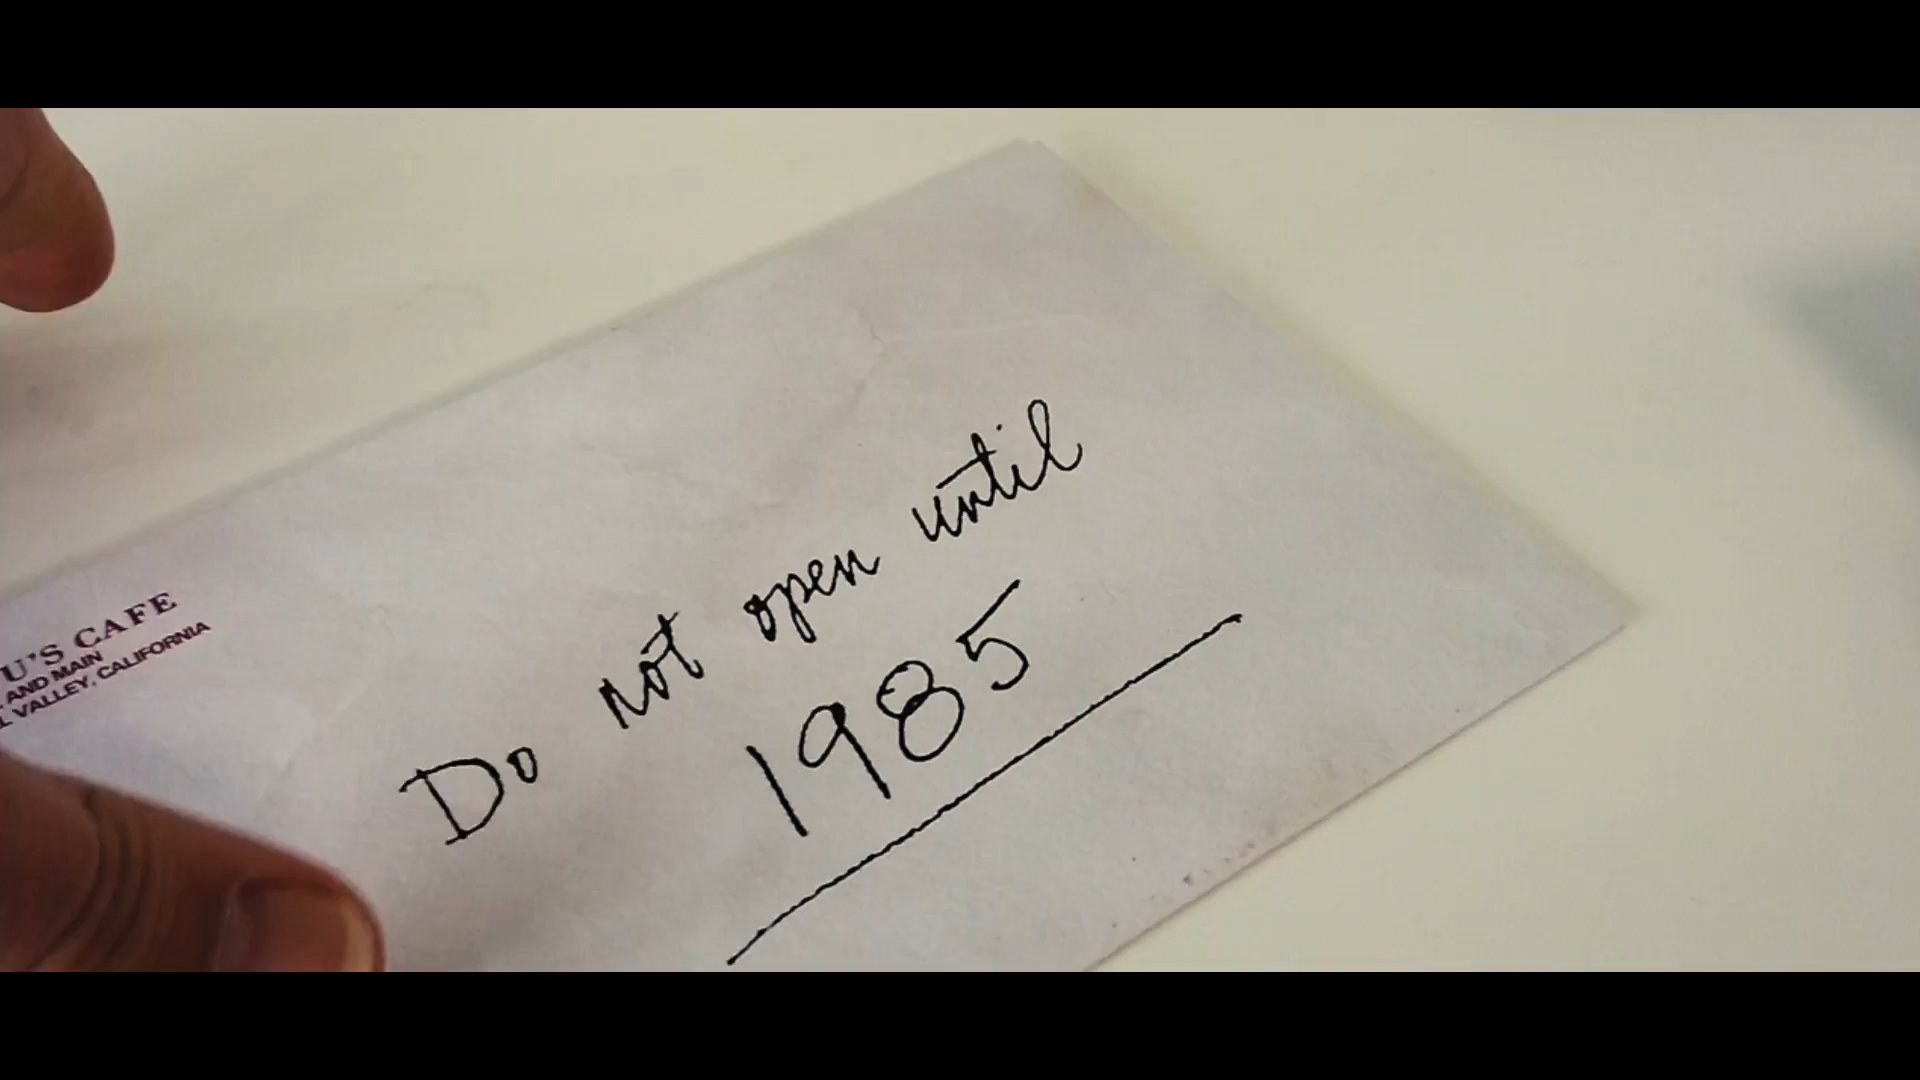 U'S CAFE
AND MAIN
L VALLEY, CALIFORNIA
Do not open until
1985